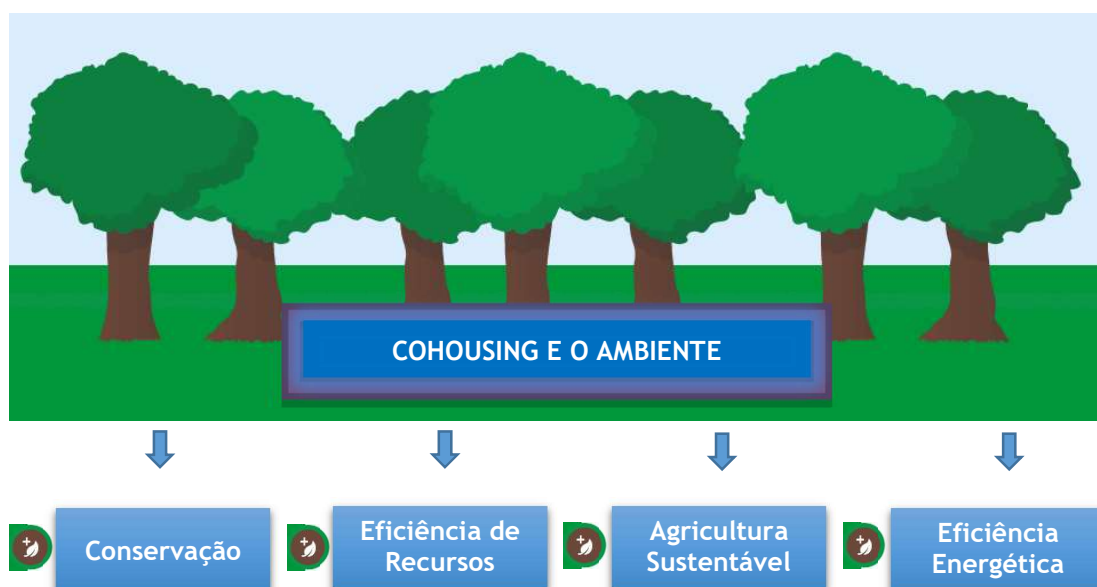 COHOUSING E O AMBIENTE
Conservação
Eficiência de
Recursos
Agricultura
Sustentável
Eficiência
Energética